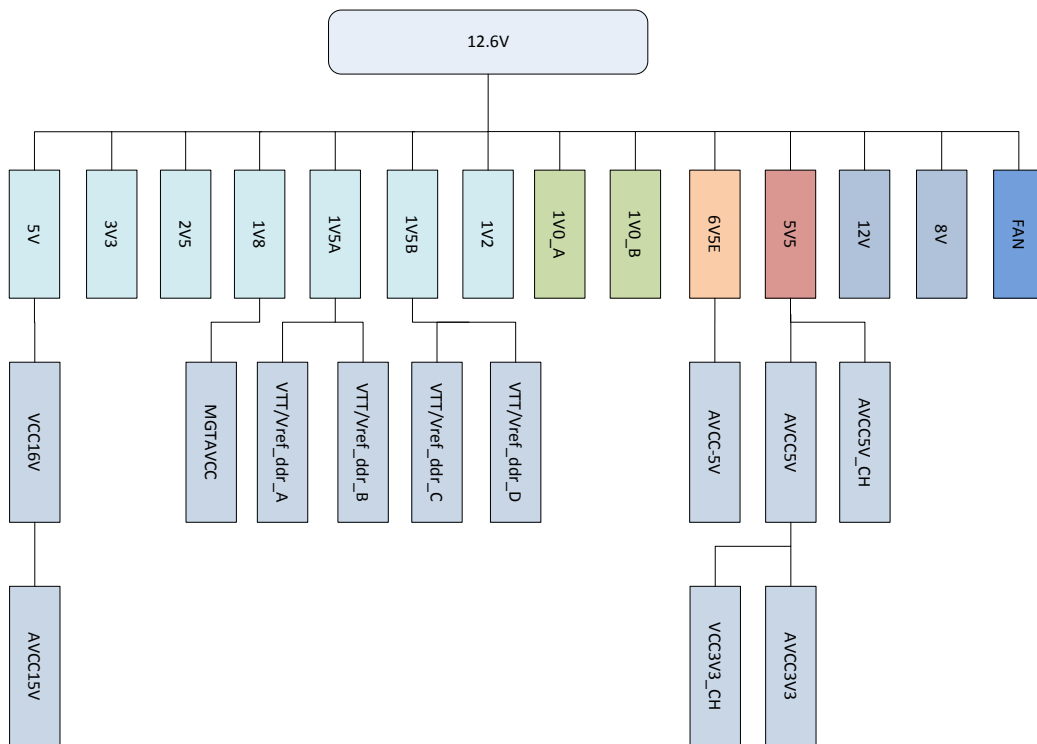 12.6V
5V
3V3
2V5
1V8
1V5A
1V5B
1V2
1V0_A
1V0_B
6V5E
5V5
12V
8V
FAN
VCC16V
MGTAVCC
VTT/Vref_ddr_A
VTT/Vref_ddr_B
VTT/Vref_ddr_C
VTT/Vref_ddr_D
AVCC-5V
AVCC5V
AVCC5V_CH
AVCC15V
VCC3V3_CH
AVCC3V3